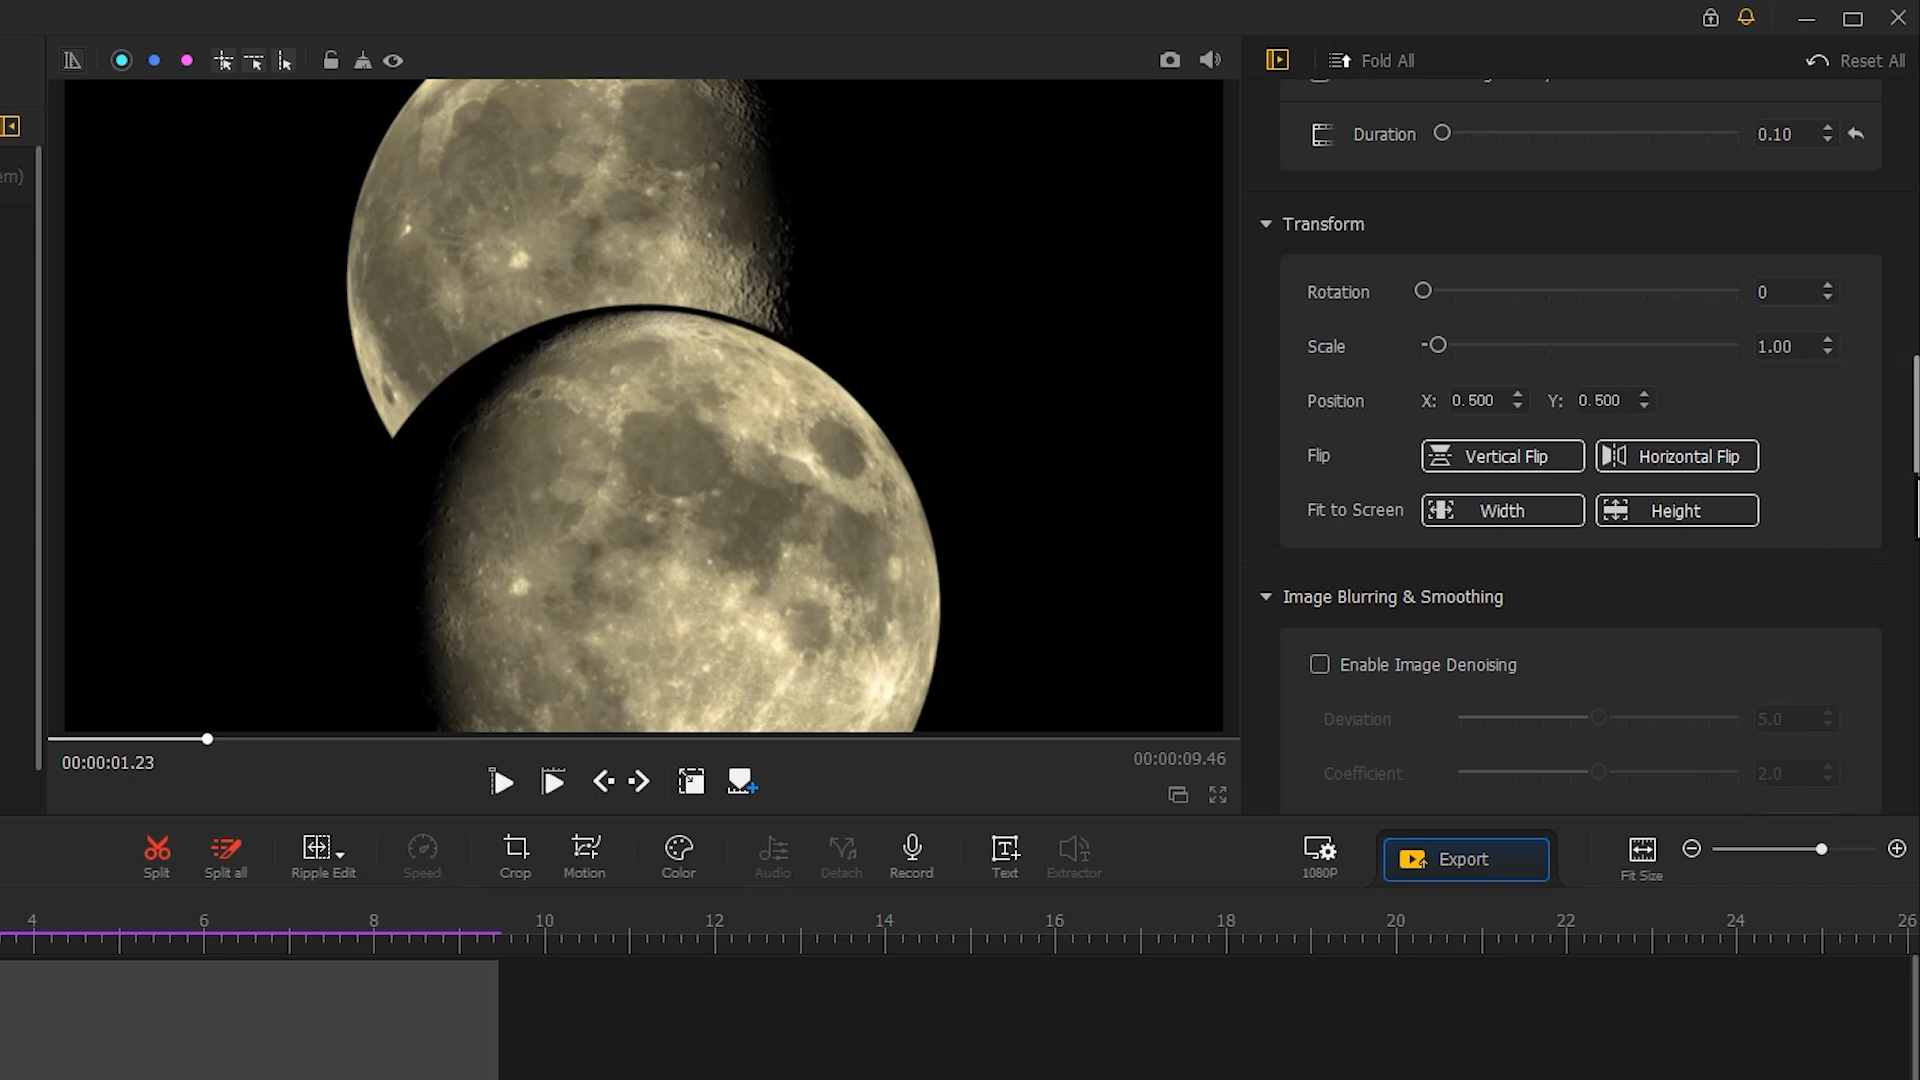 Fold All
Reset All
em)
Duration
0.10
Transform
Rotation
0
Scale
1.00
Position
X: 0.500
Y: 0.500
Flip
Vertical Flip
Horizontal Flip
Fit to Screen
Width
Height
Image Blurring & Smoothing
Enable Image Denoising
Deviation
5.0
Coefficient
2.0
00:00:01.23
00:00:09.46
Split
Split all
Ripple Edit
Speed
Crop
Motion
Color
Audio
Detach
Record
Text
Extractor
1080P
Export
Fit Size
4 6 8 10 12 14 16 18 20 22 24 26